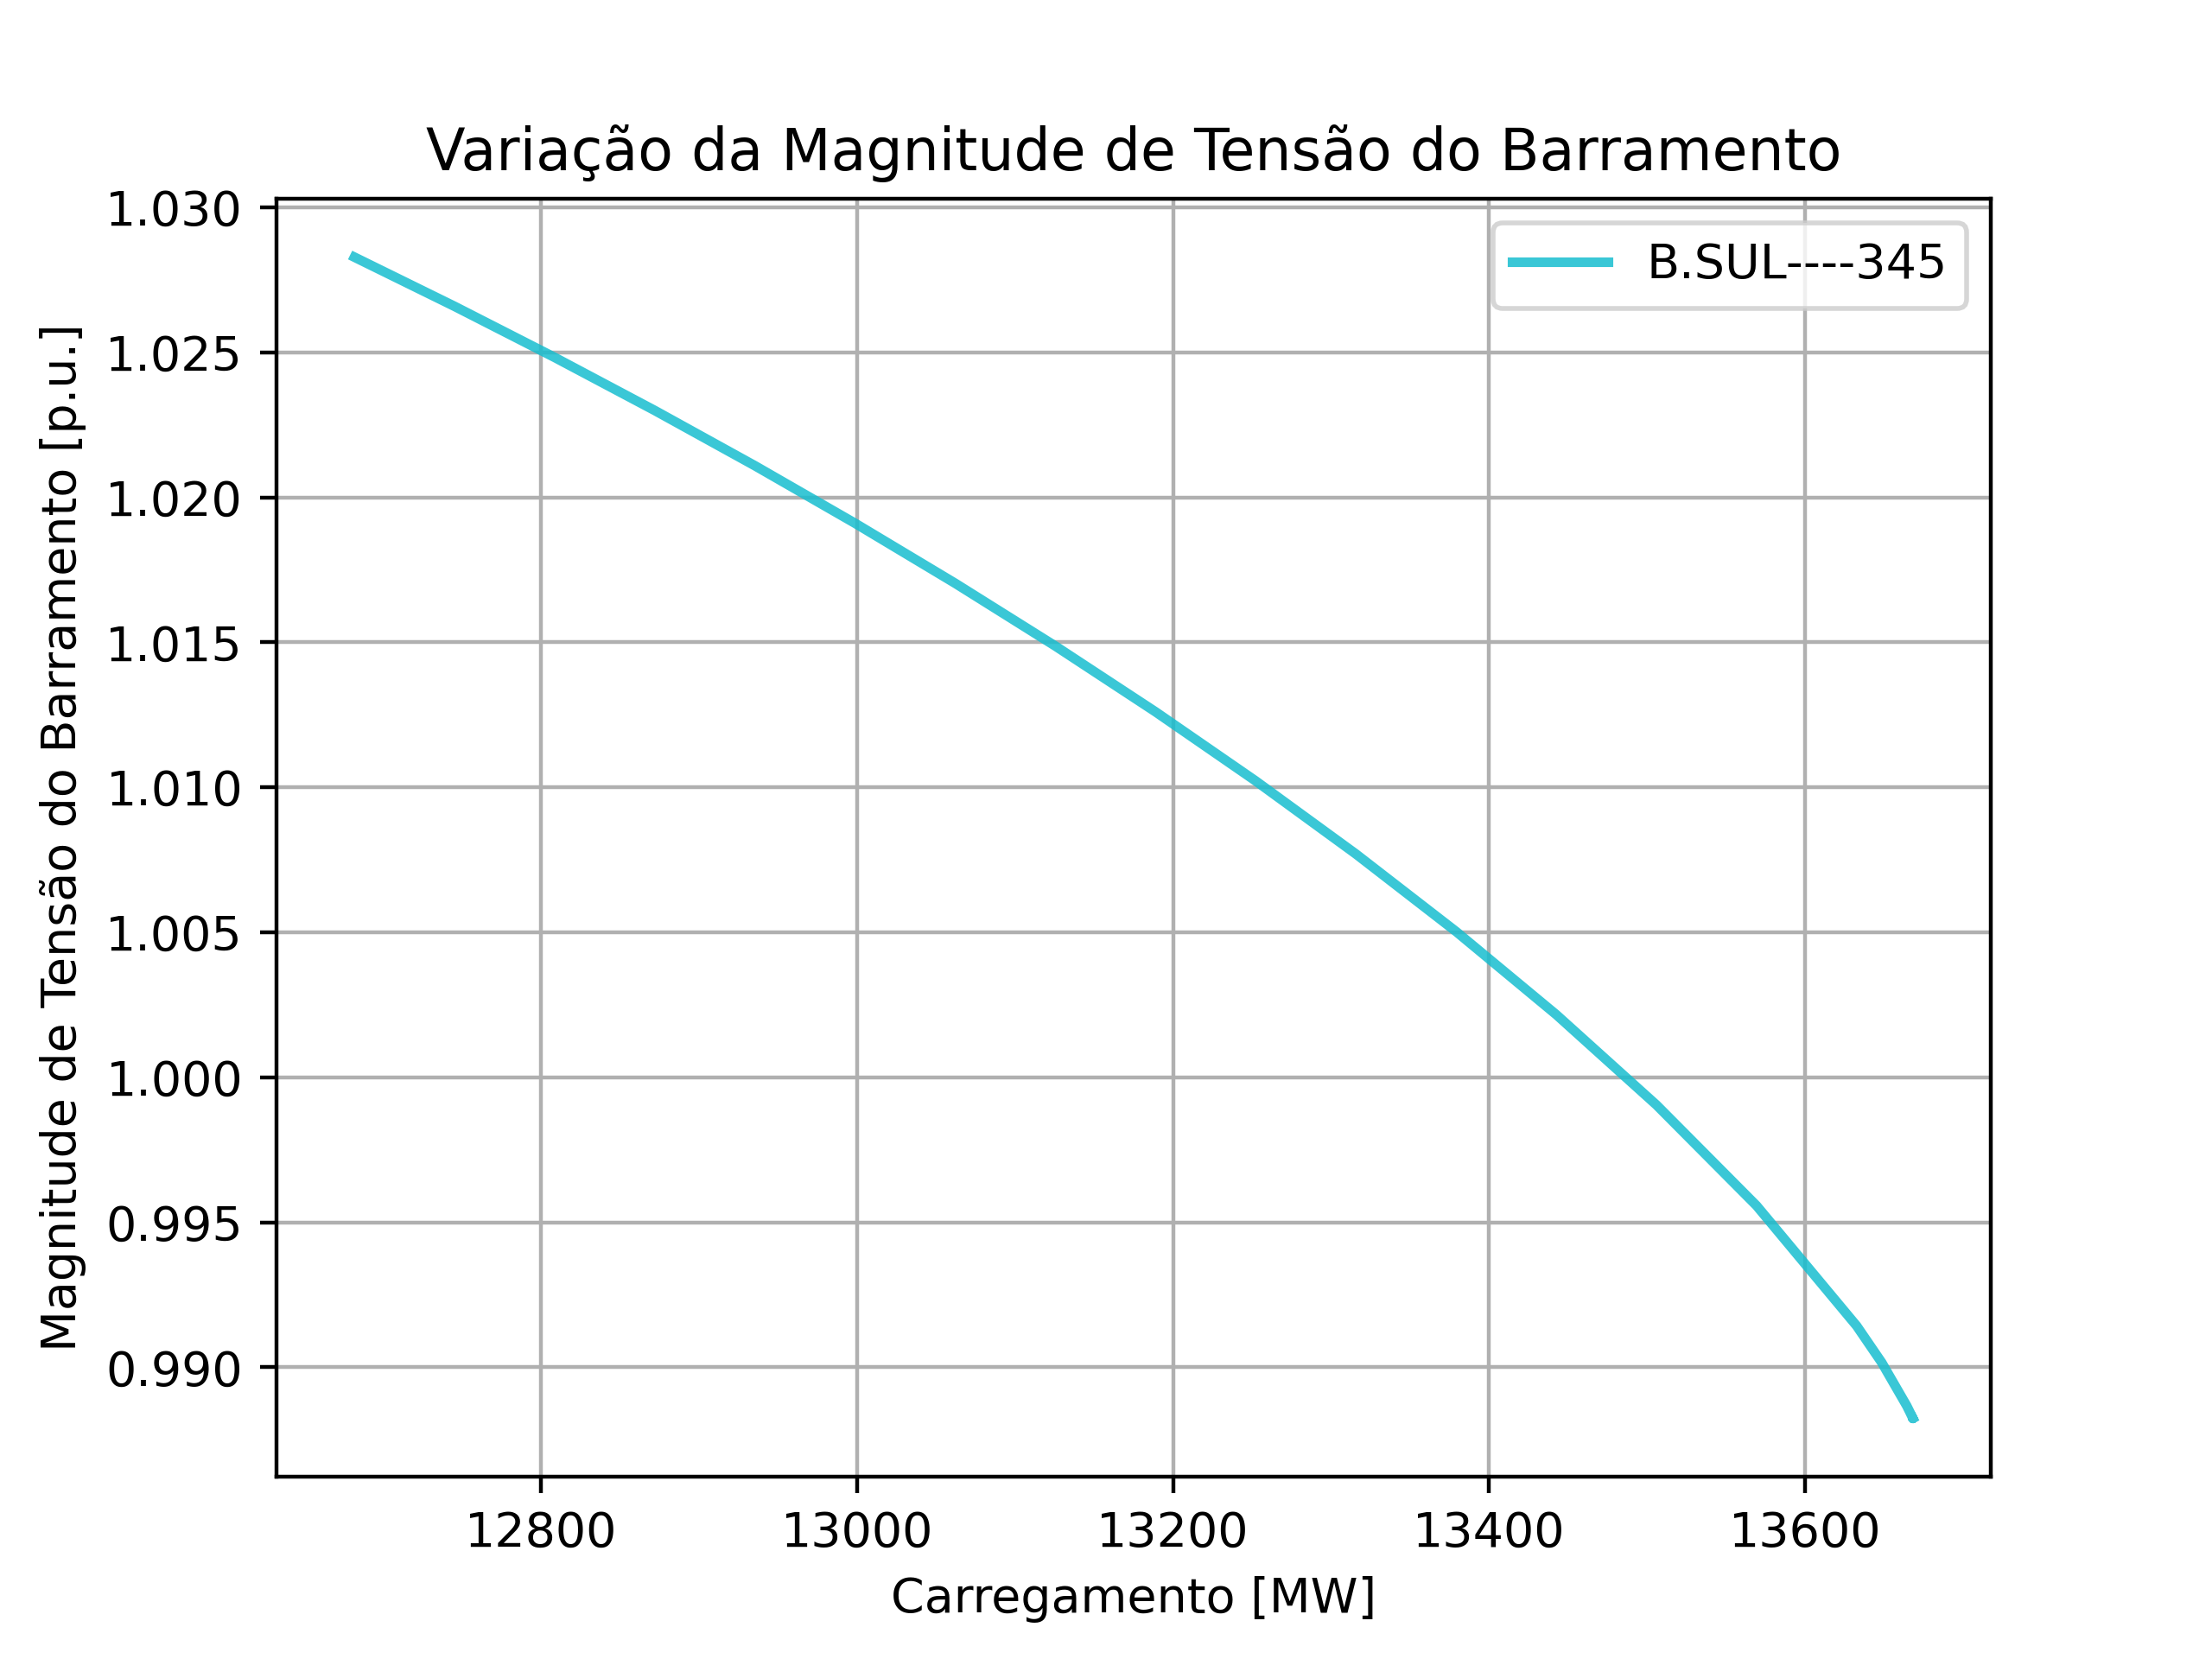 Variação da Magnitude de Tensão do Barramento
B.SUL----345
Magnitude de Tensão do Barramento [p.u.]
1.030
1.025
1.020
1.015
1.010
1.005
1.000
0.995
0.990
12800 13000 13200 13400 13600
Carregamento [MW]